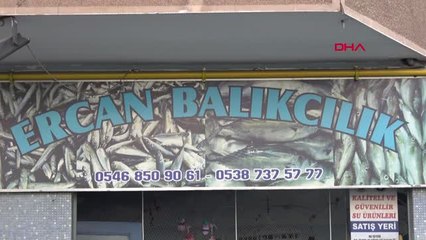 DHA
ERCAN BALIKCILIK
0546 850 90 61 - 0538 737 57 77
KALİTELİ VE
GÜVENİLİR
SU ÜRÜNLERİ
SATIŞ YERİ